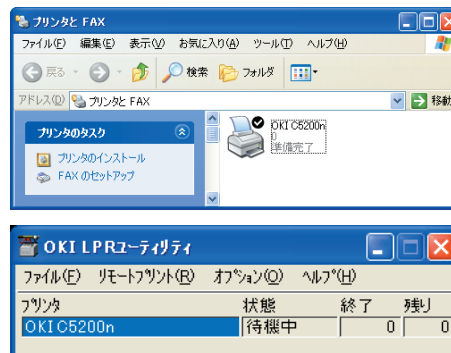 プリンタと FAX
ファイル(F) 編集(E) 表示(V) お気に入り(A) ツール(T) ヘルプ(H)
戻る 検索 フォルダ
アドレス(D) プリンタと FAX 移動
プリンタのタスク
プリンタのインストール
FAX のセットアップ
OKI C5200n
0
準備完了
OKI LPRユーティリティ
ファイル(F) リモートプリント(R) オプション(O) ヘルプ(H)
プリンタ 状態 終了 残り
OKI C5200n 待機中 0 0